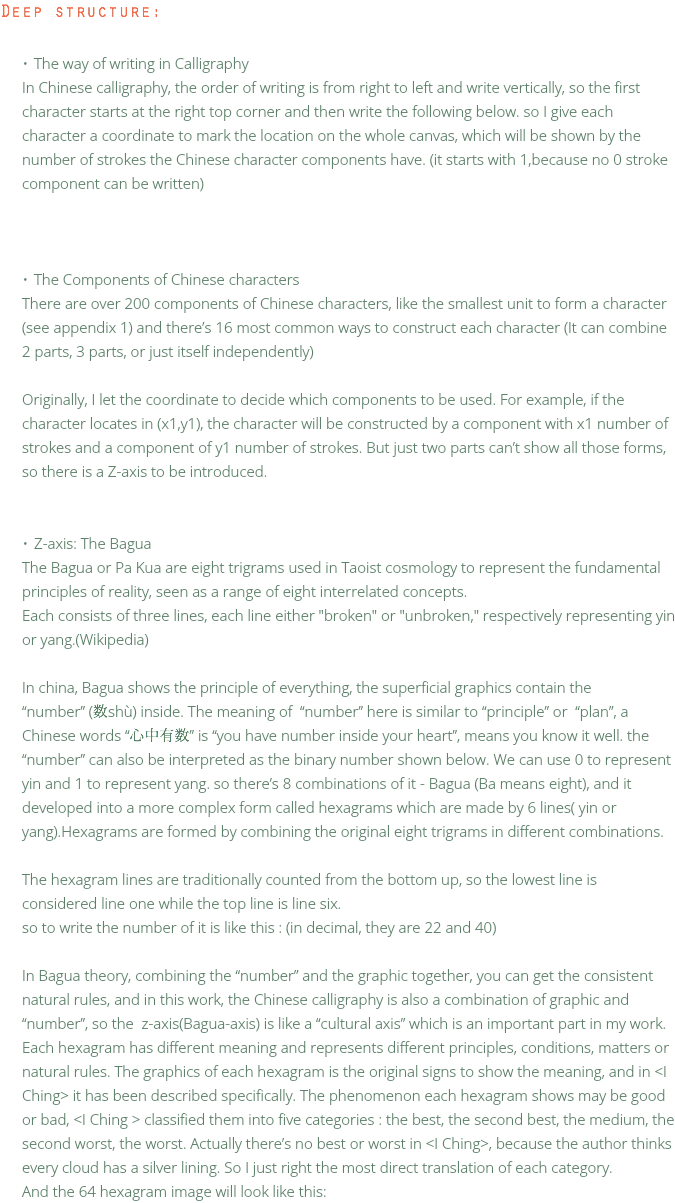 Deep structure:
· The way of writing in Calligraphy
In Chinese calligraphy, the order of writing is from right to left and write vertically, so the first
character starts at the right top corner and then write the following below. so I give each
character a coordinate to mark the location on the whole canvas, which will be shown by the
number of strokes the Chinese character components have. (it starts with 1,because no 0 stroke
component can be written)
· The Components of Chinese characters
There are over 200 components of Chinese characters, like the smallest unit to form a character
(see appendix 1) and there’s 16 most common ways to construct each character (It can combine
2 parts, 3 parts, or just itself independently)
Originally, I let the coordinate to decide which components to be used. For example, if the
character locates in (x1,y1), the character will be constructed by a component with x1 number of
strokes and a component of y1 number of strokes. But just two parts can’t show all those forms,
so there is a Z-axis to be introduced.
· Z-axis: The Bagua
The Bagua or Pa Kua are eight trigrams used in Taoist cosmology to represent the fundamental
principles of reality, seen as a range of eight interrelated concepts.
Each consists of three lines, each line either "broken" or "unbroken," respectively representing yin
or yang.(Wikipedia)
In china, Bagua shows the principle of everything, the superficial graphics contain the
“number” (数shù) inside. The meaning of “number” here is similar to “principle” or “plan”, a
Chinese words “心中有数” is “you have number inside your heart”, means you know it well. the
“number” can also be interpreted as the binary number shown below. We can use 0 to represent
yin and 1 to represent yang. so there’s 8 combinations of it - Bagua (Ba means eight), and it
developed into a more complex form called hexagrams which are made by 6 lines( yin or
yang).Hexagrams are formed by combining the original eight trigrams in different combinations.
The hexagram lines are traditionally counted from the bottom up, so the lowest line is
considered line one while the top line is line six.
so to write the number of it is like this : (in decimal, they are 22 and 40)
In Bagua theory, combining the “number” and the graphic together, you can get the consistent
natural rules, and in this work, the Chinese calligraphy is also a combination of graphic and
“number”, so the z-axis(Bagua-axis) is like a “cultural axis” which is an important part in my work.
Each hexagram has different meaning and represents different principles, conditions, matters or
natural rules. The graphics of each hexagram is the original signs to show the meaning, and in <I
Ching> it has been described specifically. The phenomenon each hexagram shows may be good
or bad, <I Ching > classified them into five categories : the best, the second best, the medium, the
second worst, the worst. Actually there’s no best or worst in <I Ching>, because the author thinks
every cloud has a silver lining. So I just right the most direct translation of each category.
And the 64 hexagram image will look like this: